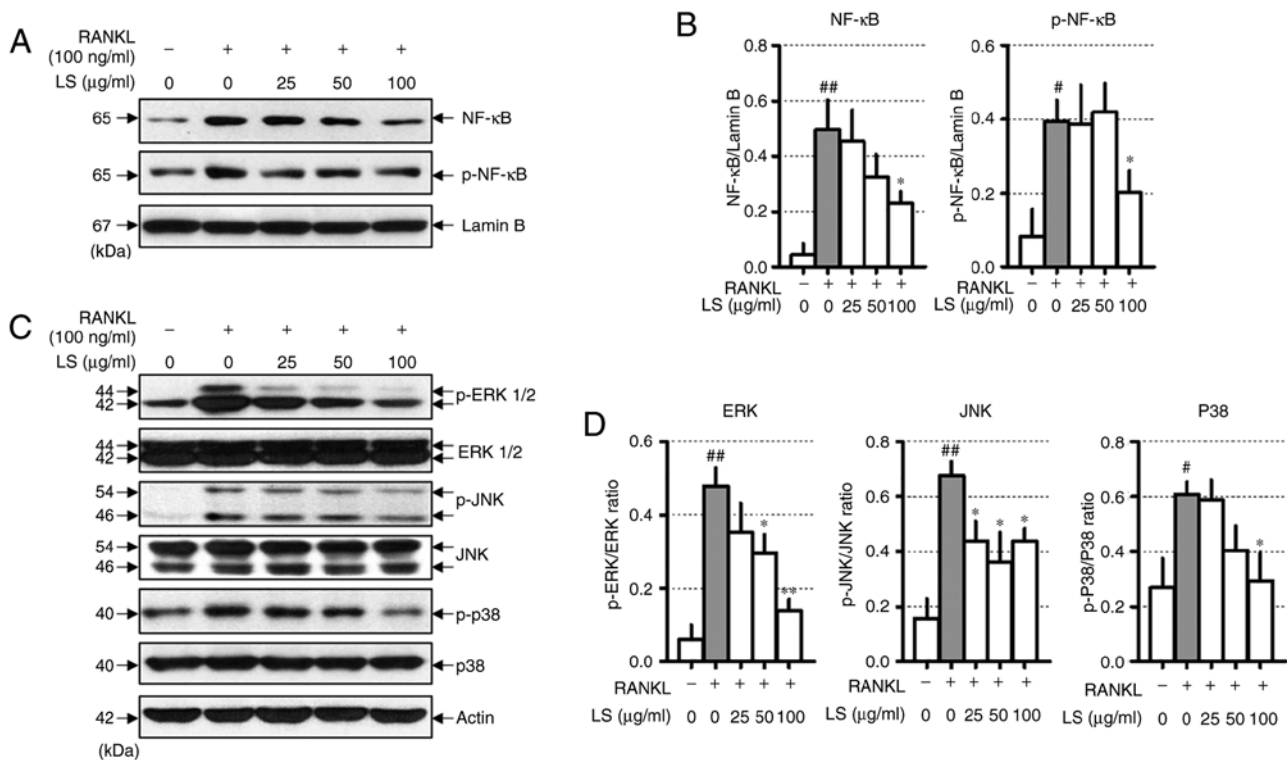 A
RANKL
(100 ng/ml)
− + + + +
LS (μg/ml) 0 0 25 50 100
65 NF-κB
65 p-NF-κB
67 Lamin B
(kDa)
B
NF-κB
NF-κB/Lamin B
0.8
0.6
0.4
0.2
0.0
##
*
RANKL − + + + +
LS (μg/ml) 0 0 25 50 100
p-NF-κB
p-NF-κB/Lamin B
0.6
0.4
0.2
0.0
#
*
RANKL − + + + +
LS (μg/ml) 0 0 25 50 100
C
RANKL
(100 ng/ml)
− + + + +
LS (μg/ml) 0 0 25 50 100
44
42 p-ERK 1/2
44
42 ERK 1/2
54 p-JNK
46
54 JNK
46
40 p-p38
40 p38
42 Actin
(kDa)
D
ERK
p-ERK/ERK ratio
0.6
0.4
0.2
0.0
##
*
**
RANKL − + + + +
LS (μg/ml) 0 0 25 50 100
JNK
p-JNK/JNK ratio
0.8
0.6
0.4
0.2
0.0
##
* * *
RANKL − + + + +
LS (μg/ml) 0 0 25 50 100
P38
p-P38/P38 ratio
0.8
0.6
0.4
0.2
0.0
#
*
RANKL − + + + +
LS (μg/ml) 0 0 25 50 100